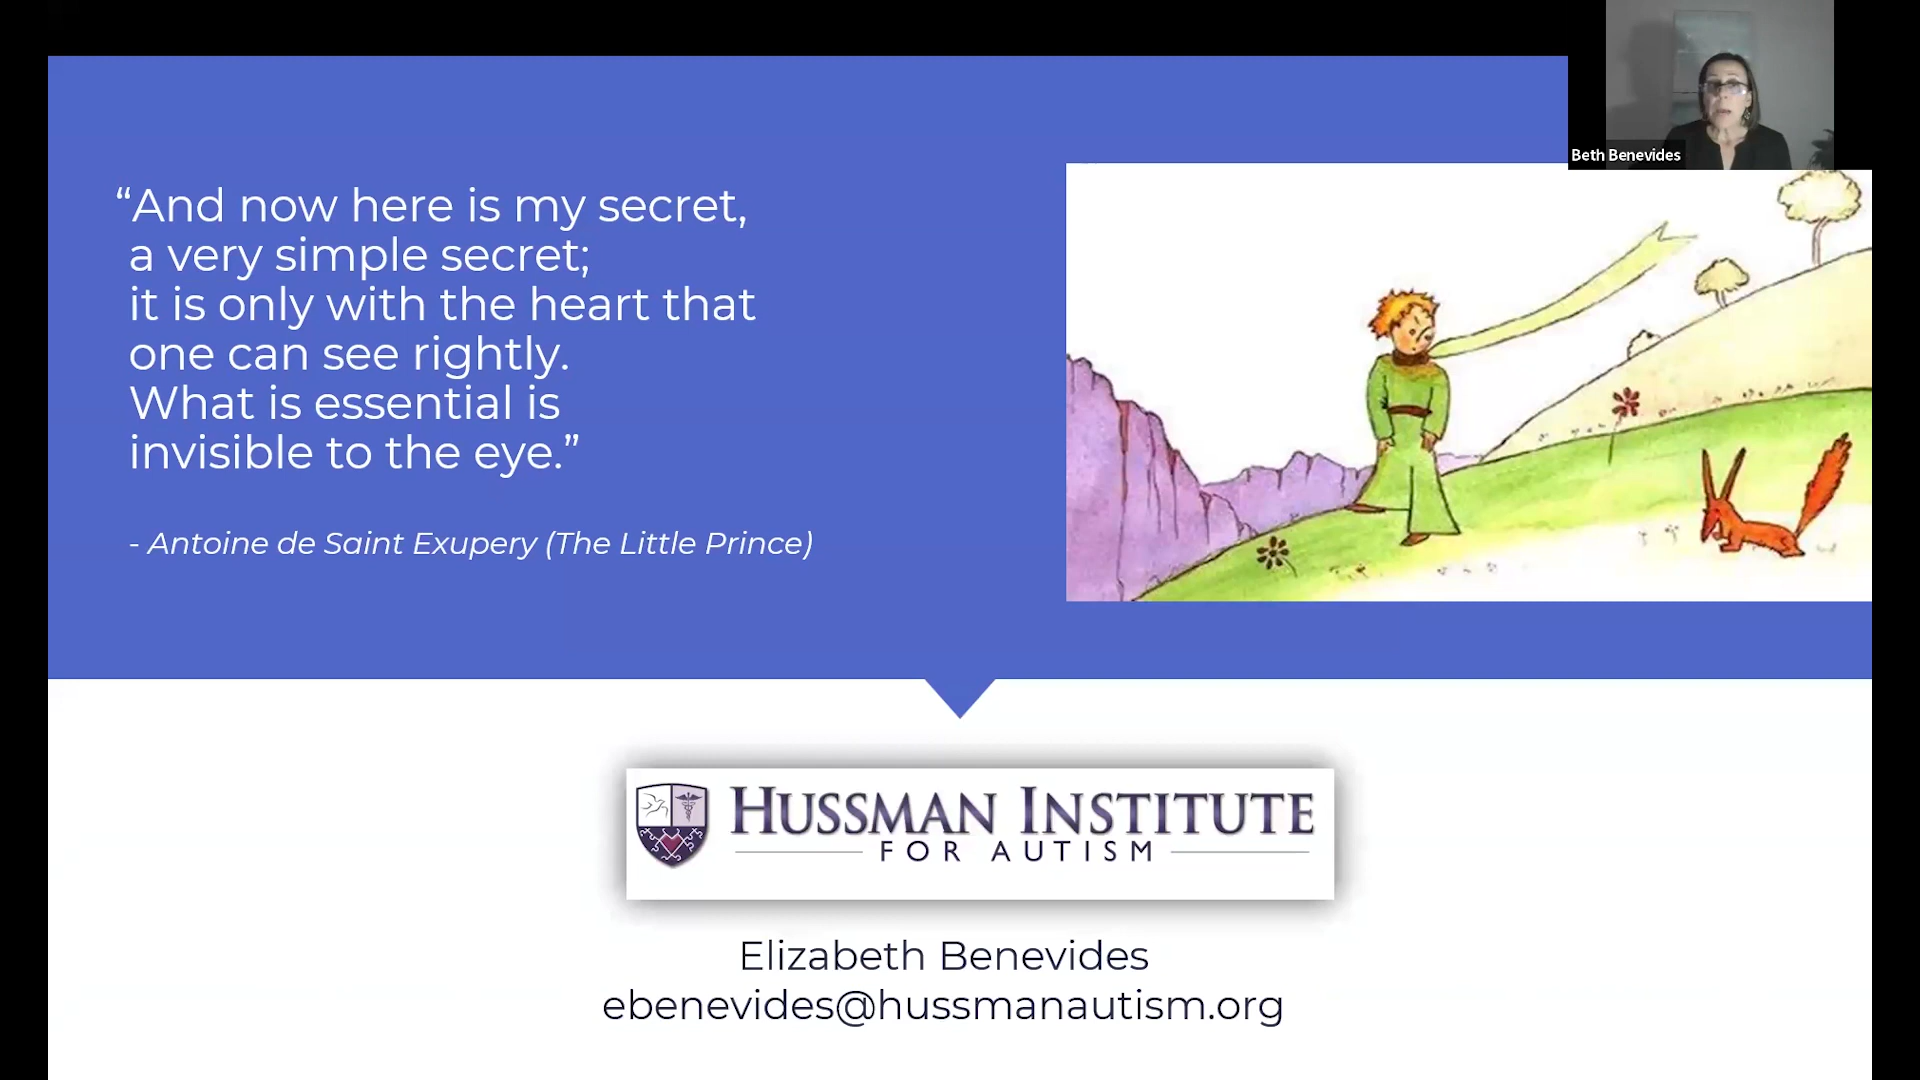 Beth Benevides
“And now here is my secret,
a very simple secret;
it is only with the heart that
one can see rightly.
What is essential is
invisible to the eye.”
- Antoine de Saint Exupery (The Little Prince)
HUSSMAN INSTITUTE
FOR AUTISM
Elizabeth Benevides
ebenevides@hussmanautism.org